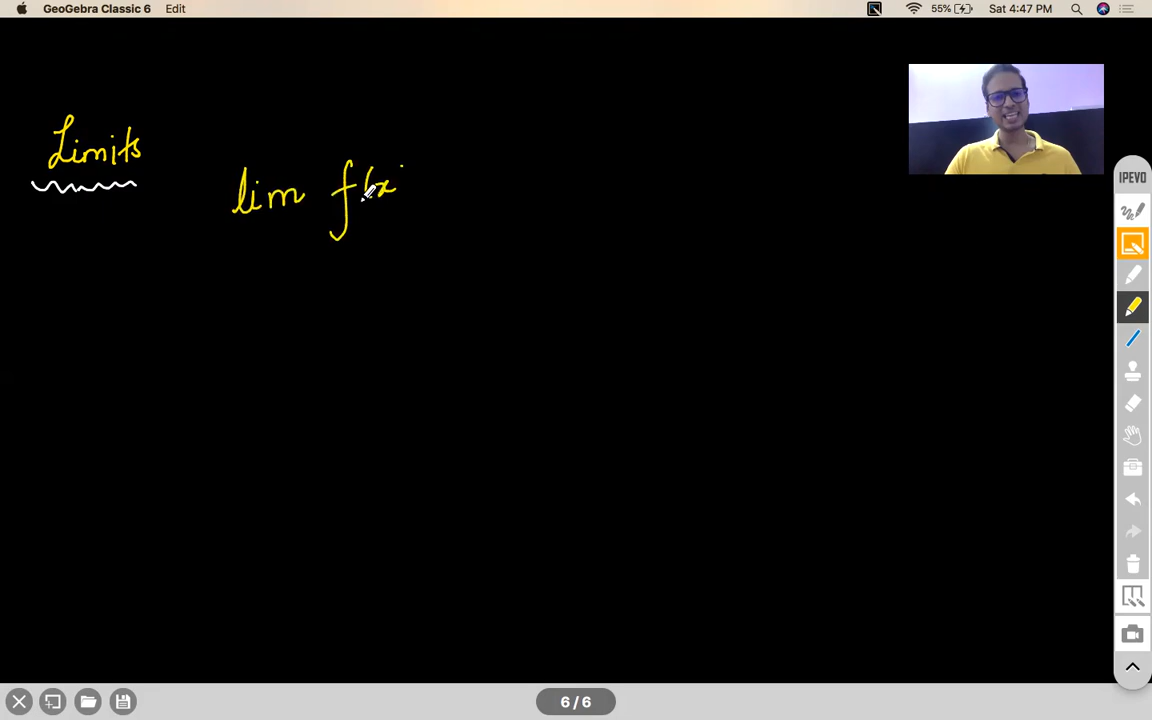 GeoGebra Classic 6 Edit 55% Sat 4:47 PM
Limits
lim f(x
IPEVO
6 / 6